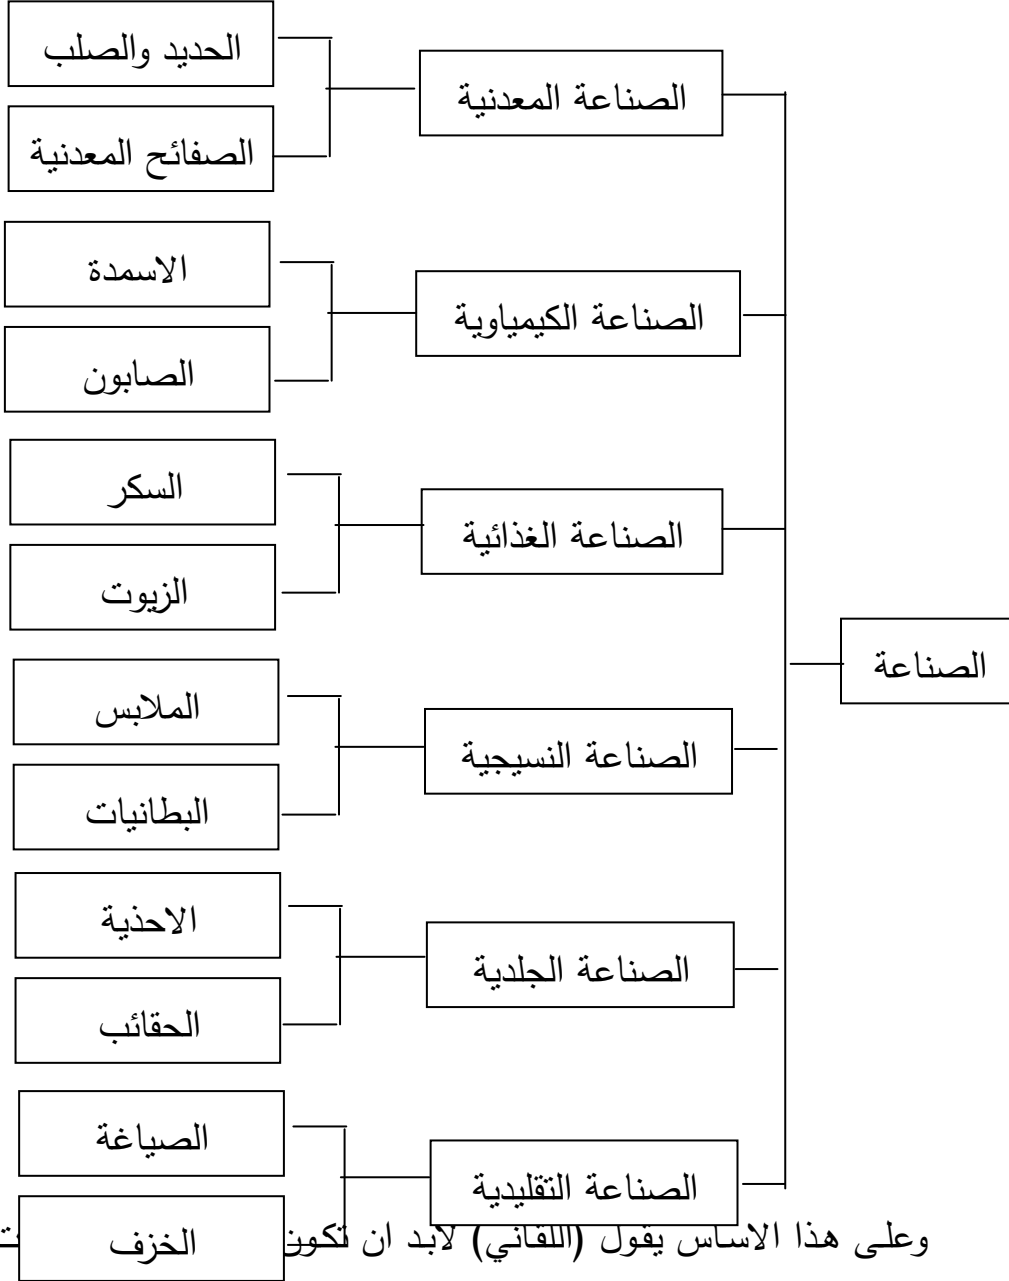 الصناعة
الصناعة المعدنية
الحديد والصلب
الصفائح المعدنية
الصناعة الكيمياوية
الاسمدة
الصابون
الصناعة الغذائية
السكر
الزيوت
الصناعة النسيجية
الملابس
البطانيات
الصناعة الجلدية
الاحذية
الحقائب
الصناعة التقليدية
الصياغة
الخزف
وعلى هذا الاساس يقول (اللقاني) لابد ان تكون